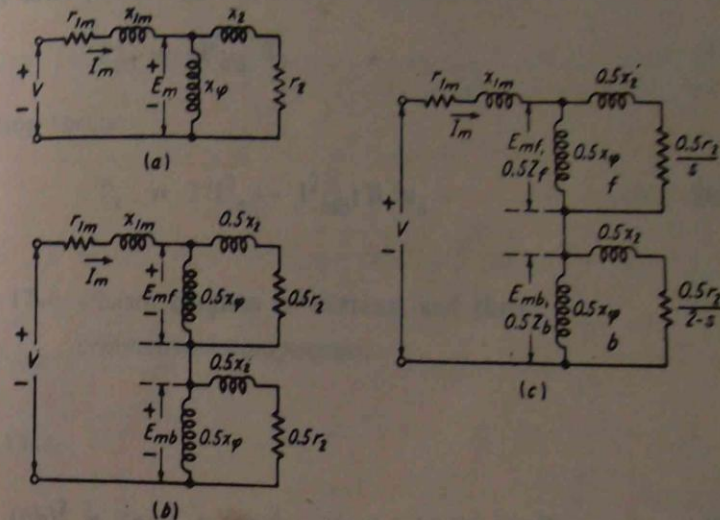 r₁ₘ x₁ₘ x₂
+ V −
Iₘ
+ Eₘ −
xφ
r₂
(a)
r₁ₘ x₁ₘ 0.5x₂
+ V −
Iₘ
+ Emf −
0.5xφ
0.5r₂
0.5x₂
+ Emb −
0.5xφ
0.5r₂
(b)
r₁ₘ x₁ₘ 0.5x₂
+ V −
Iₘ
Emf,
0.5Zf
0.5xφ
f
0.5r₂
s
0.5x₂
Emb,
0.5Zb
0.5xφ
b
0.5r₂
2-s
(c)